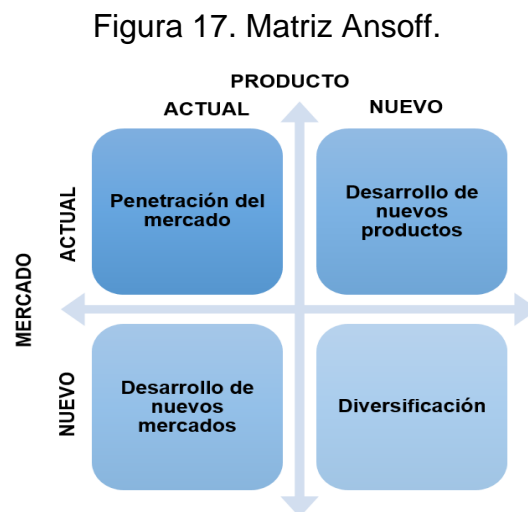 Figura 17. Matriz Ansoff.
PRODUCTO
ACTUAL
NUEVO
MERCADO
ACTUAL
Penetración del
mercado
Desarrollo de
nuevos
productos
NUEVO
Desarrollo de
nuevos
mercados
Diversificación